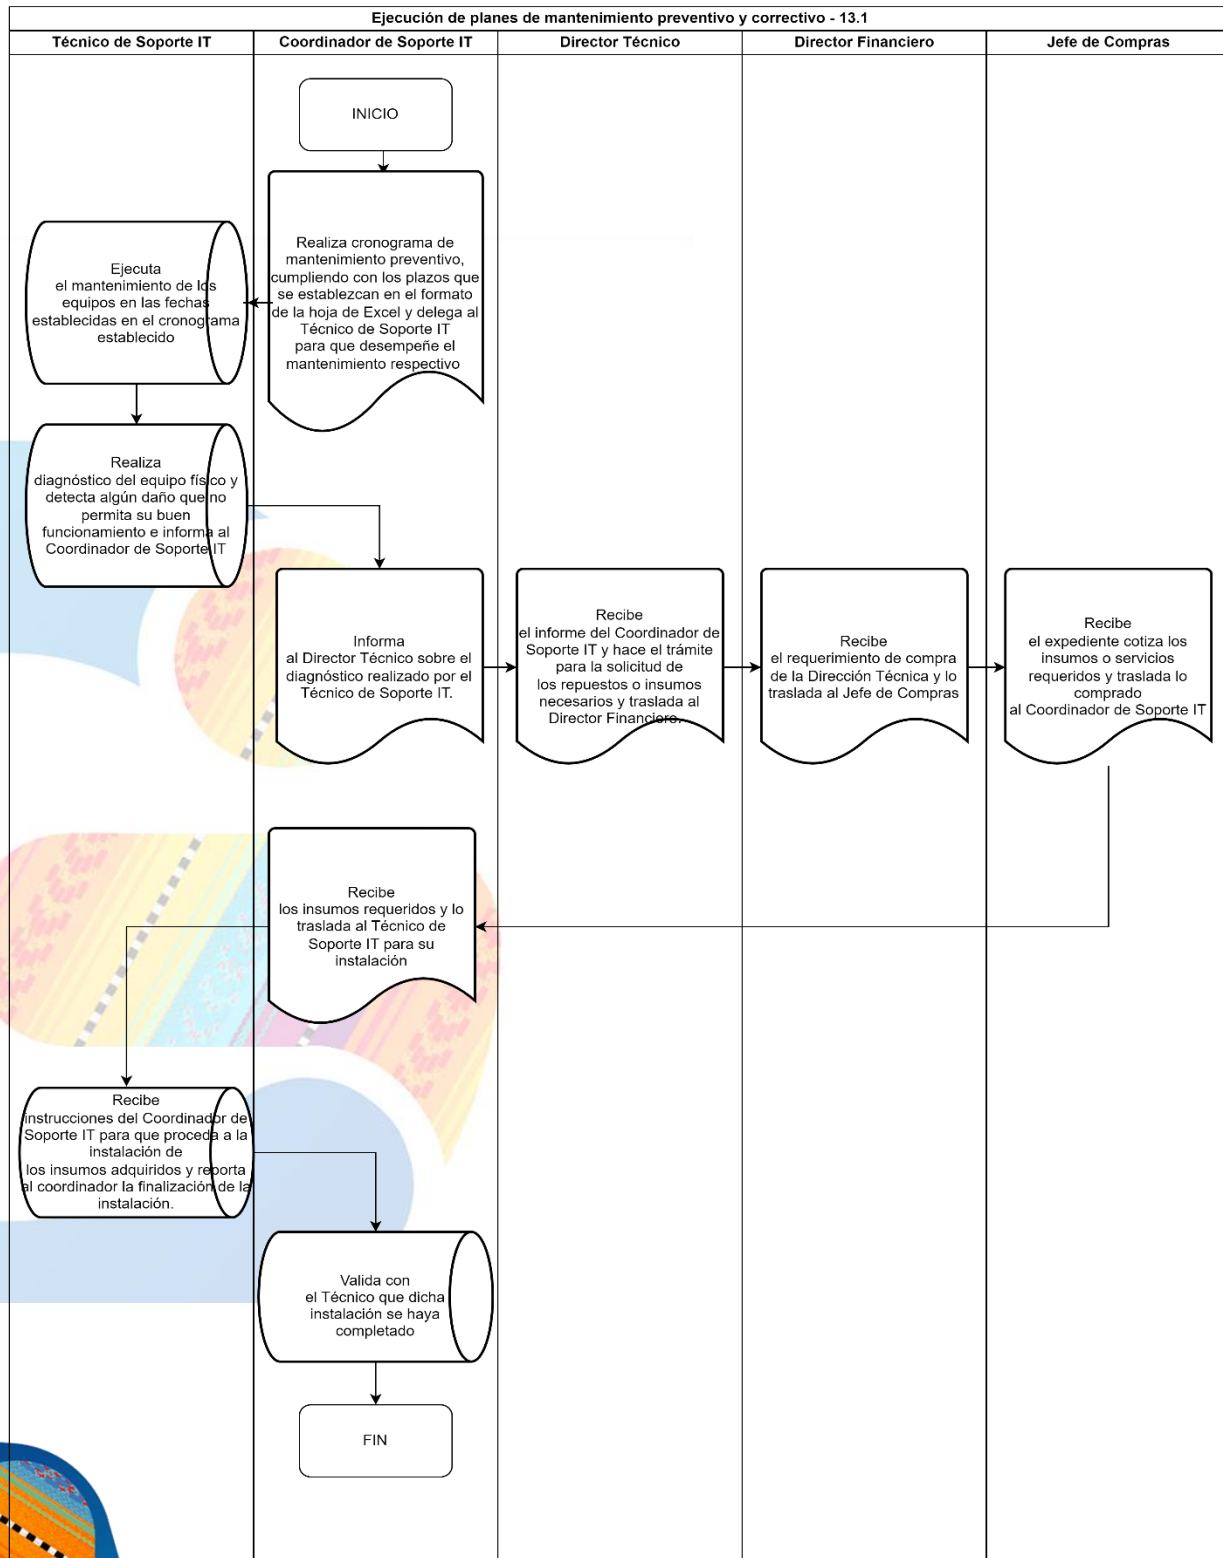 Ejecución de planes de mantenimiento preventivo y correctivo - 13.1
Técnico de Soporte IT
Coordinador de Soporte IT
Director Técnico
Director Financiero
Jefe de Compras
INICIO
Realiza cronograma de
mantenimiento preventivo,
cumpliendo con los plazos que
se establezcan en el formato
de la hoja de Excel y delega al
Técnico de Soporte IT
para que desempeñe el
mantenimiento respectivo
Ejecuta
el mantenimiento de los
equipos en las fechas
establecidas en el cronograma
establecido
Realiza
diagnóstico del equipo físico y
detecta algún daño que no
permita su buen
funcionamiento e informa al
Coordinador de Soporte IT
Informa
al Director Técnico sobre el
diagnóstico realizado por el
Técnico de Soporte IT.
Recibe
el informe del Coordinador de
Soporte IT y hace el trámite
para la solicitud de
los repuestos o insumos
necesarios y traslada al
Director Financiero.
Recibe
el requerimiento de compra
de la Dirección Técnica y lo
traslada al Jefe de Compras
Recibe
el expediente cotiza los
insumos o servicios
requeridos y traslada lo
comprado
al Coordinador de Soporte IT
Recibe
los insumos requeridos y lo
traslada al Técnico de
Soporte IT para su
instalación
Recibe
instrucciones del Coordinador de
Soporte IT para que proceda a la
instalación de
los insumos adquiridos y reporta
al coordinador la finalización de la
instalación.
Valida con
el Técnico que dicha
instalación se haya
completado
FIN